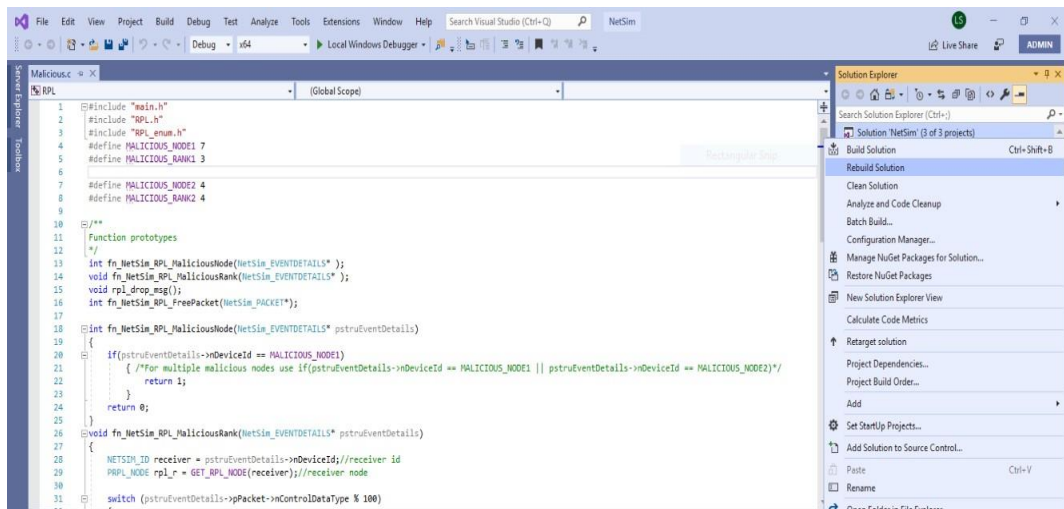 File Edit View Project Build Debug Test Analyze Tools Extensions Window Help Search Visual Studio (Ctrl+Q) NetSim LS
Debug x64 Local Windows Debugger Live Share ADMIN
Server Explorer
Toolbox
Malicious.c
RPL (Global Scope)
1 #include "main.h"
2 #include "RPL.h"
3 #include "RPL_enum.h"
4 #define MALICIOUS_NODE1 7
5 #define MALICIOUS_RANK1 3
6
7 #define MALICIOUS_NODE2 4
8 #define MALICIOUS_RANK2 4
9
10 /**
11 Function prototypes
12 */
13 int fn_NetSim_RPL_MaliciousNode(NetSim_EVENTDETAILS* );
14 void fn_NetSim_RPL_MaliciousRank(NetSim_EVENTDETAILS* );
15 void rpl_drop_msg();
16 int fn_NetSim_RPL_FreePacket(NetSim_PACKET*);
17
18 int fn_NetSim_RPL_MaliciousNode(NetSim_EVENTDETAILS* pstruEventDetails)
19 {
20 if(pstruEventDetails->nDeviceId == MALICIOUS_NODE1)
21 { /*For multiple malicious nodes use if(pstruEventDetails->nDeviceId == MALICIOUS_NODE1 || pstruEventDetails->nDeviceId == MALICIOUS_NODE2)*/
22 return 1;
23 }
24 return 0;
25 }
26 void fn_NetSim_RPL_MaliciousRank(NetSim_EVENTDETAILS* pstruEventDetails)
27 {
28 NETSIM_ID receiver = pstruEventDetails->nDeviceId;//receiver id
29 PRPL_NODE rpl_r = GET_RPL_NODE(receiver);//receiver node
30
31 switch (pstruEventDetails->pPacket->nControlDataType % 100)
Rectangular Snip
Solution Explorer
Search Solution Explorer (Ctrl+;)
Solution 'NetSim' (3 of 3 projects)
Build Solution Ctrl+Shift+B
Rebuild Solution
Clean Solution
Analyze and Code Cleanup
Batch Build...
Configuration Manager...
Manage NuGet Packages for Solution...
Restore NuGet Packages
New Solution Explorer View
Calculate Code Metrics
Retarget solution
Project Dependencies...
Project Build Order...
Add
Set StartUp Projects...
Add Solution to Source Control...
Paste Ctrl+V
Rename
Open Folder in File Explorer